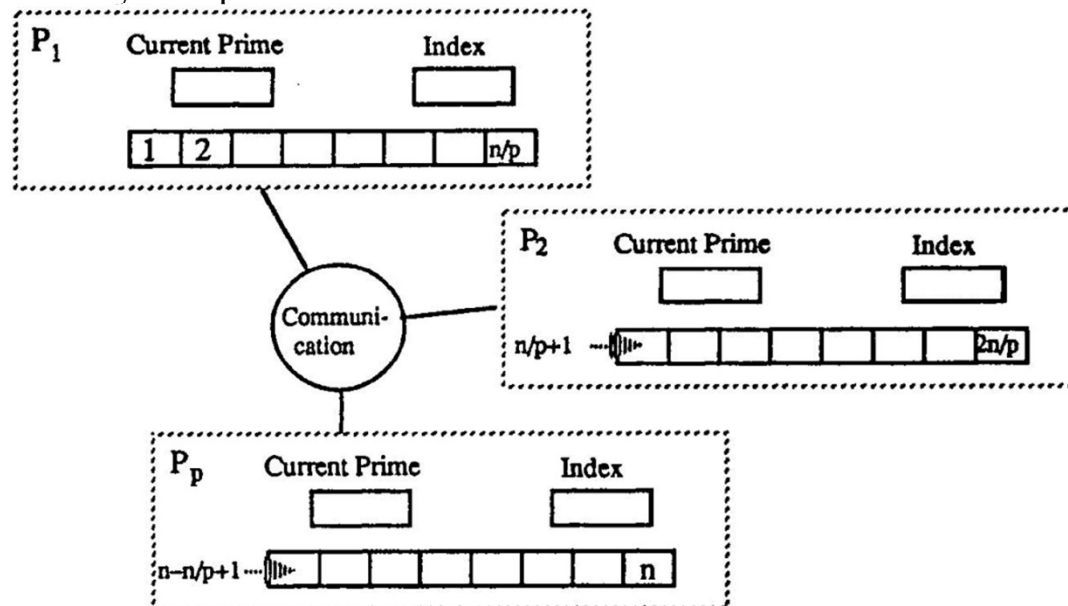 P1
Current Prime Index
1 2 n/p
P2
Current Prime Index
Communi-
cation
n/p+1 2n/p
Pp
Current Prime Index
n–n/p+1 n